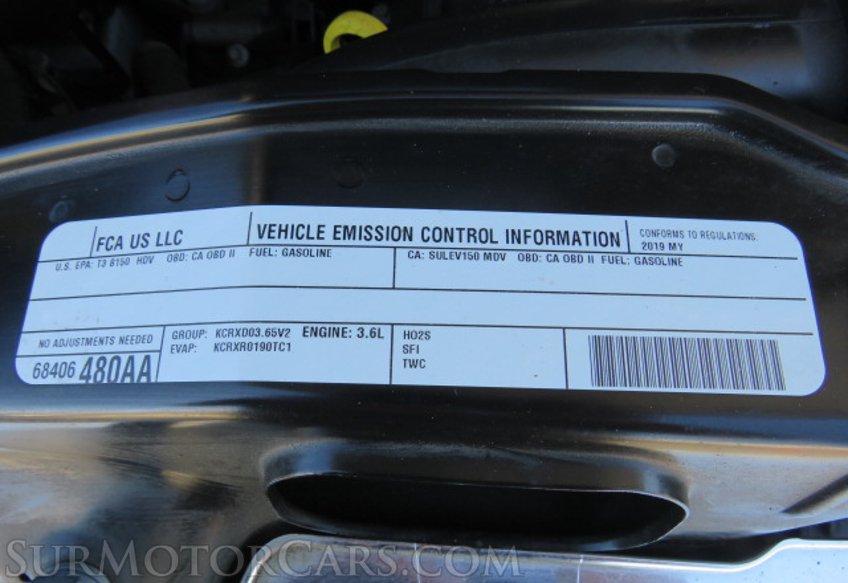 FCA US LLC
VEHICLE EMISSION CONTROL INFORMATION
CONFORMS TO REGULATIONS:
2019 MY
U.S. EPA: T3 B150 HDV OBD: CA OBD II FUEL: GASOLINE
CA: SULEV150 MDV OBD: CA OBD II FUEL: GASOLINE
NO ADJUSTMENTS NEEDED
68406 480AA
GROUP: KCRXD03.65V2 ENGINE: 3.6L
EVAP: KCRXR0190TC1
HO2S
SFI
TWC
SurMotorCars.com